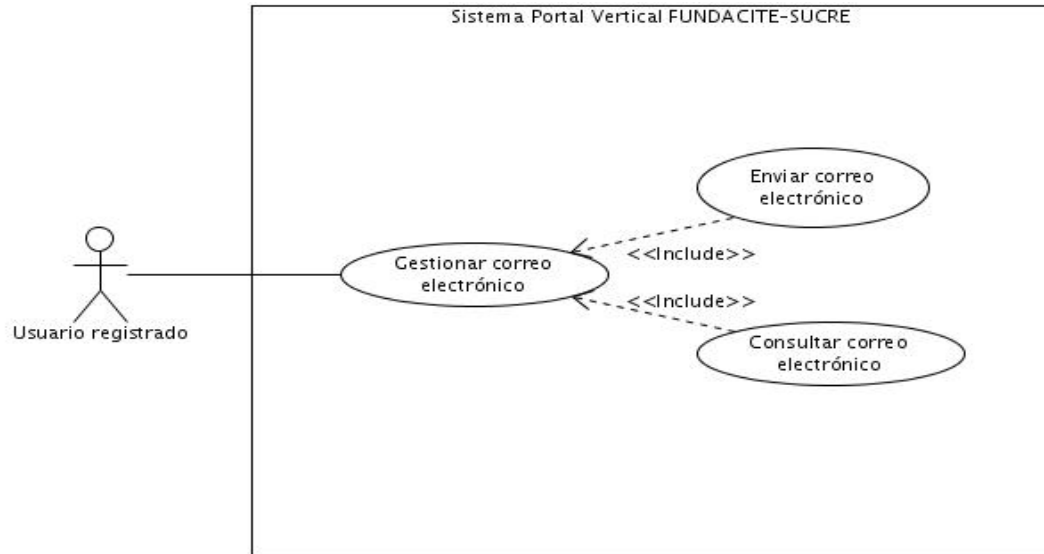 Sistema Portal Vertical FUNDACITE-SUCRE
Enviar correo
electrónico
<<Include>>
Gestionar correo
electrónico
<<Include>>
Usuario registrado
Consultar correo
electrónico